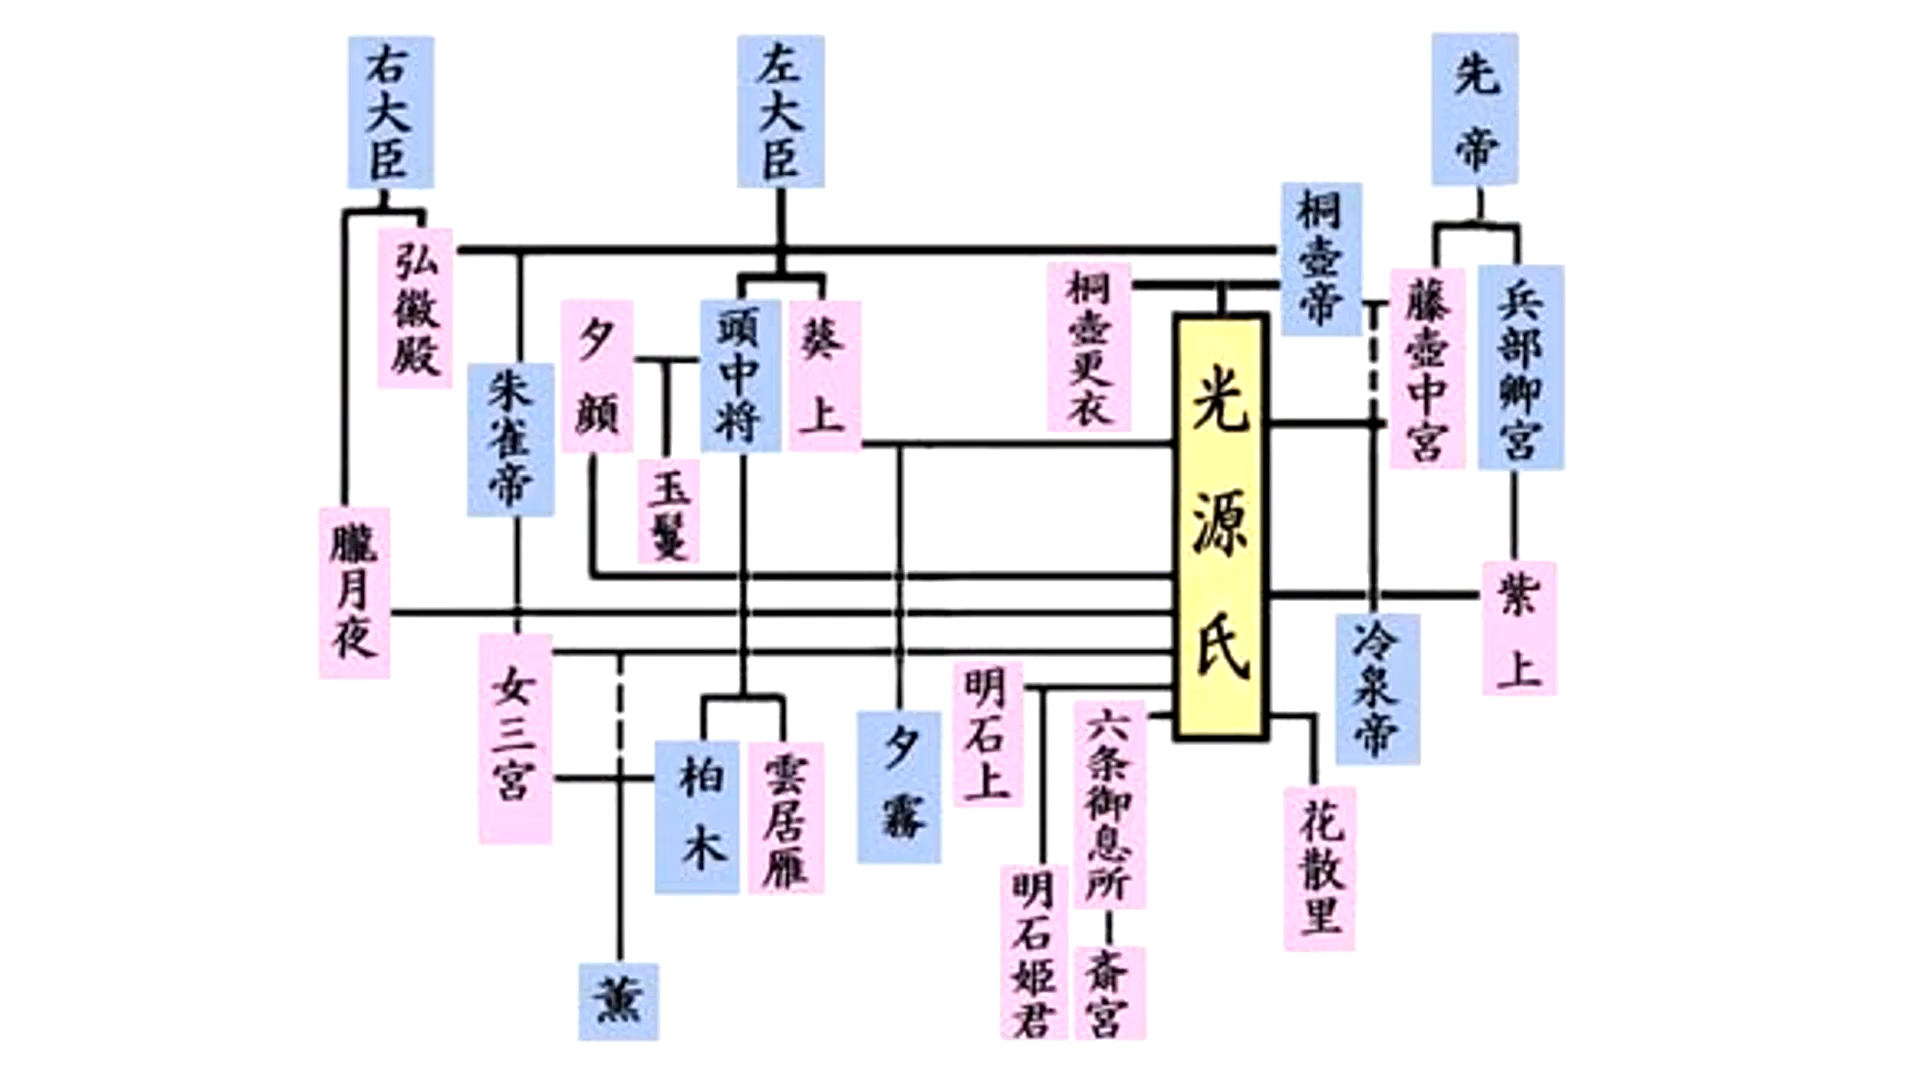 右大臣
左大臣
先帝
弘徽殿
桐壺帝
桐壺更衣
藤壺中宮
兵部卿宮
朱雀帝
夕顔
頭中将
葵上
光源氏
玉鬘
朧月夜
紫上
冷泉帝
女三宮
柏木
雲居雁
夕霧
明石上
六条御息所
花散里
明石姫君
斎宮
薫